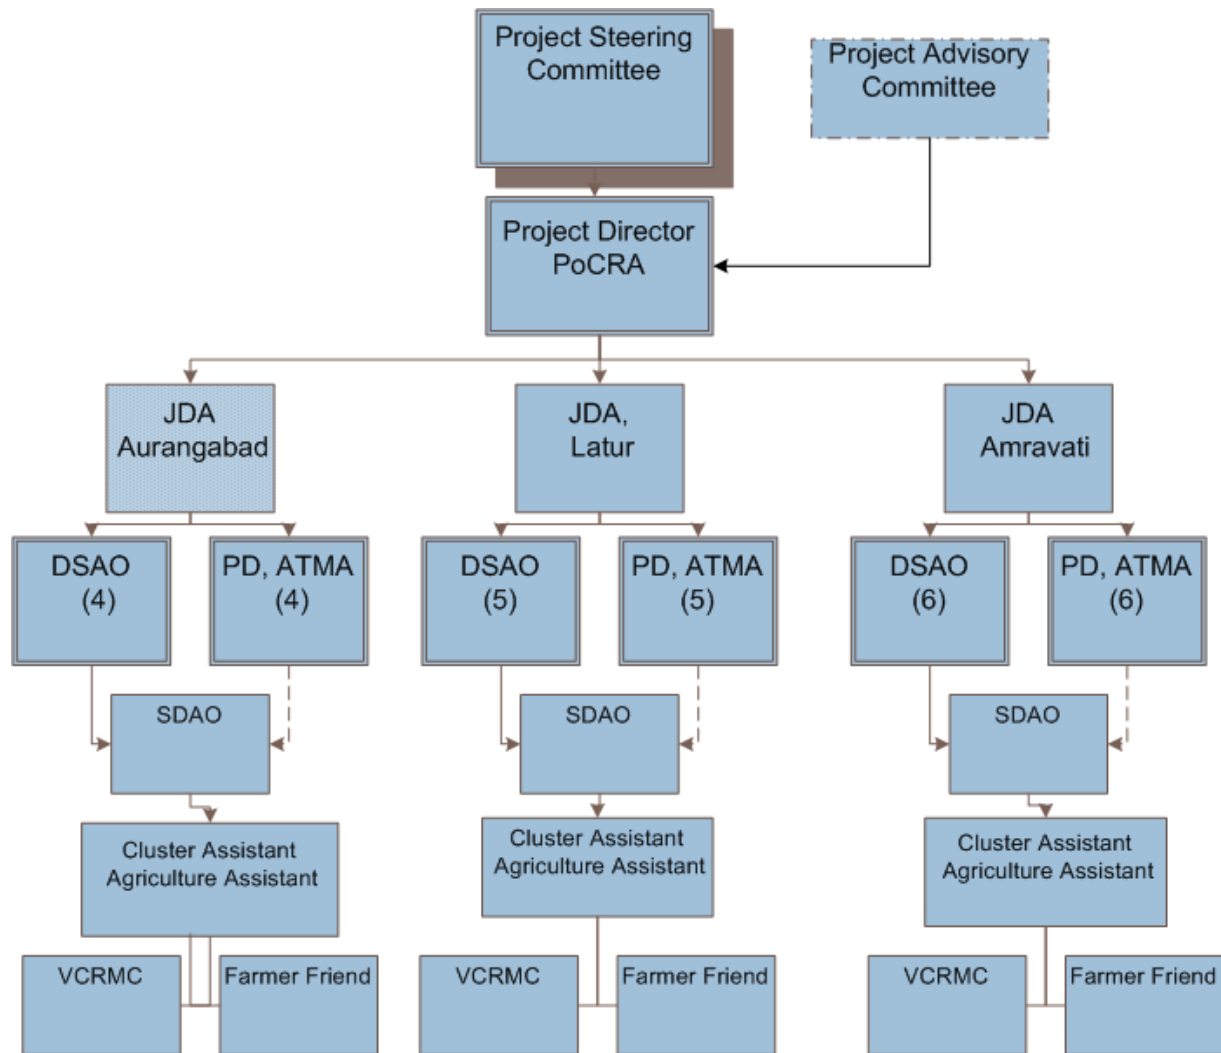 Project Steering
Committee
Project Advisory
Committee
Project Director
PoCRA
JDA
Aurangabad
JDA,
Latur
JDA
Amravati
DSAO
(4)
PD, ATMA
(4)
DSAO
(5)
PD, ATMA
(5)
DSAO
(6)
PD, ATMA
(6)
SDAO
SDAO
SDAO
Cluster Assistant
Agriculture Assistant
Cluster Assistant
Agriculture Assistant
Cluster Assistant
Agriculture Assistant
VCRMC
Farmer Friend
VCRMC
Farmer Friend
VCRMC
Farmer Friend